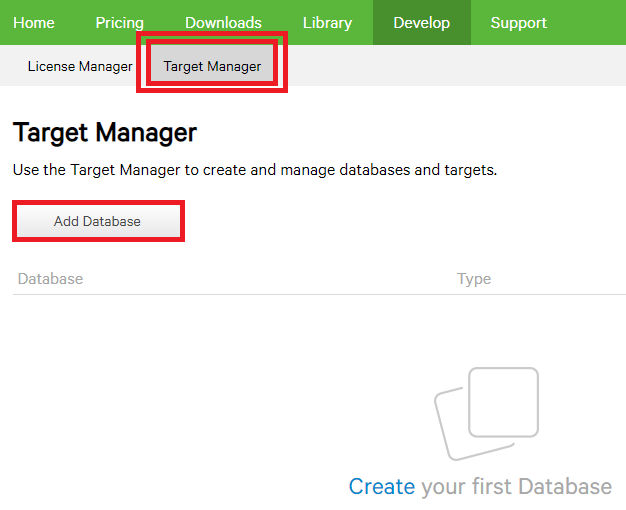 Home Pricing Downloads Library Develop Support
License Manager Target Manager
Target Manager
Use the Target Manager to create and manage databases and targets.
Add Database
Database Type
Create your first Database